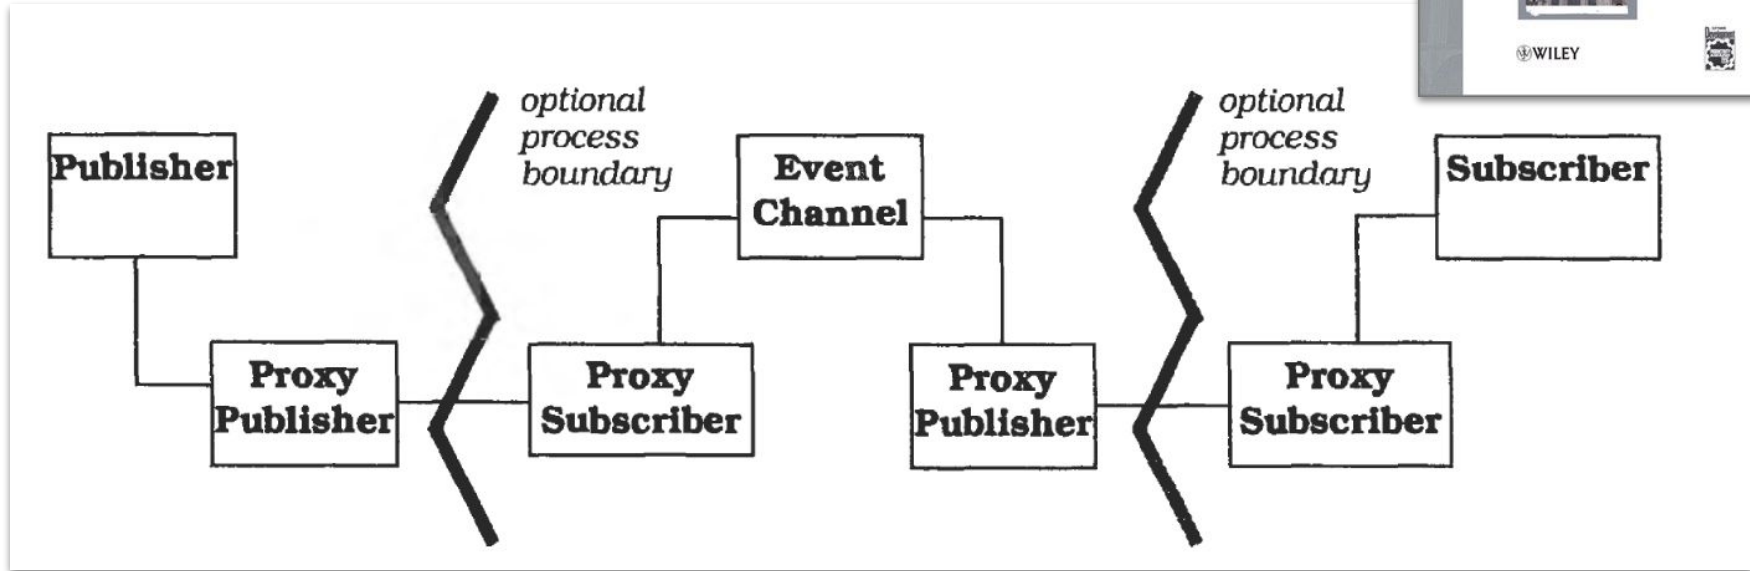 WILEY
optional
process
boundary
optional
process
boundary
Publisher
Event
Channel
Subscriber
Proxy
Publisher
Proxy
Subscriber
Proxy
Publisher
Proxy
Subscriber